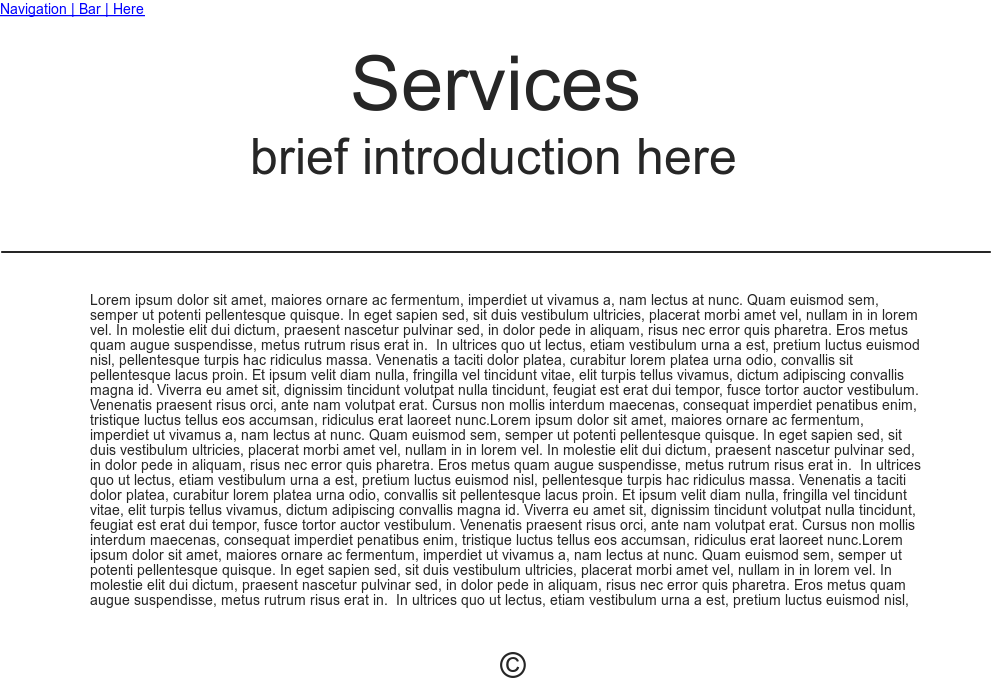 Navigation | Bar | Here
Services
brief introduction here
Lorem ipsum dolor sit amet, maiores ornare ac fermentum, imperdiet ut vivamus a, nam lectus at nunc. Quam euismod sem,
semper ut potenti pellentesque quisque. In eget sapien sed, sit duis vestibulum ultricies, placerat morbi amet vel, nullam in in lorem
vel. In molestie elit dui dictum, praesent nascetur pulvinar sed, in dolor pede in aliquam, risus nec error quis pharetra. Eros metus
quam augue suspendisse, metus rutrum risus erat in.  In ultrices quo ut lectus, etiam vestibulum urna a est, pretium luctus euismod
nisl, pellentesque turpis hac ridiculus massa. Venenatis a taciti dolor platea, curabitur lorem platea urna odio, convallis sit
pellentesque lacus proin. Et ipsum velit diam nulla, fringilla vel tincidunt vitae, elit turpis tellus vivamus, dictum adipiscing convallis
magna id. Viverra eu amet sit, dignissim tincidunt volutpat nulla tincidunt, feugiat est erat dui tempor, fusce tortor auctor vestibulum.
Venenatis praesent risus orci, ante nam volutpat erat. Cursus non mollis interdum maecenas, consequat imperdiet penatibus enim,
tristique luctus tellus eos accumsan, ridiculus erat laoreet nunc.Lorem ipsum dolor sit amet, maiores ornare ac fermentum,
imperdiet ut vivamus a, nam lectus at nunc. Quam euismod sem, semper ut potenti pellentesque quisque. In eget sapien sed, sit
duis vestibulum ultricies, placerat morbi amet vel, nullam in in lorem vel. In molestie elit dui dictum, praesent nascetur pulvinar sed,
in dolor pede in aliquam, risus nec error quis pharetra. Eros metus quam augue suspendisse, metus rutrum risus erat in.  In ultrices
quo ut lectus, etiam vestibulum urna a est, pretium luctus euismod nisl, pellentesque turpis hac ridiculus massa. Venenatis a taciti
dolor platea, curabitur lorem platea urna odio, convallis sit pellentesque lacus proin. Et ipsum velit diam nulla, fringilla vel tincidunt
vitae, elit turpis tellus vivamus, dictum adipiscing convallis magna id. Viverra eu amet sit, dignissim tincidunt volutpat nulla tincidunt,
feugiat est erat dui tempor, fusce tortor auctor vestibulum. Venenatis praesent risus orci, ante nam volutpat erat. Cursus non mollis
interdum maecenas, consequat imperdiet penatibus enim, tristique luctus tellus eos accumsan, ridiculus erat laoreet nunc.Lorem
ipsum dolor sit amet, maiores ornare ac fermentum, imperdiet ut vivamus a, nam lectus at nunc. Quam euismod sem, semper ut
potenti pellentesque quisque. In eget sapien sed, sit duis vestibulum ultricies, placerat morbi amet vel, nullam in in lorem vel. In
molestie elit dui dictum, praesent nascetur pulvinar sed, in dolor pede in aliquam, risus nec error quis pharetra. Eros metus quam
augue suspendisse, metus rutrum risus erat in.  In ultrices quo ut lectus, etiam vestibulum urna a est, pretium luctus euismod nisl,
©